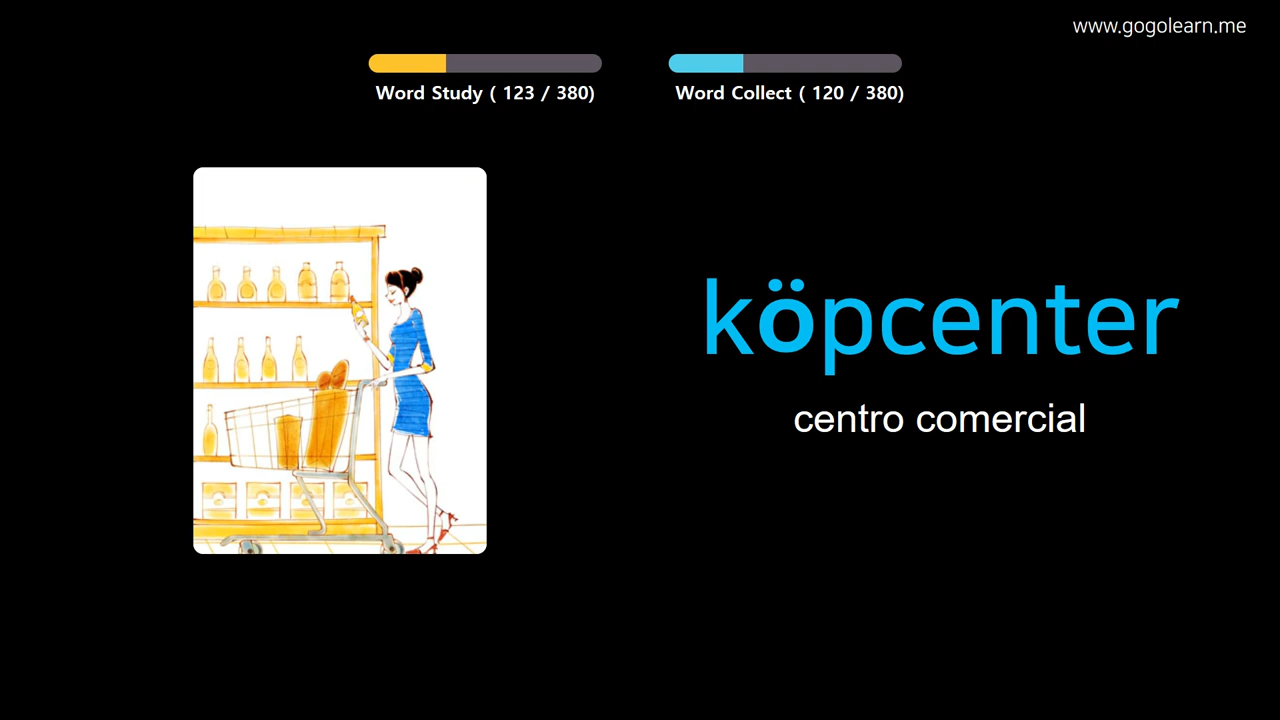 www.gogolearn.me
Word Study ( 123 / 380)
Word Collect ( 120 / 380)
köpcenter
centro comercial